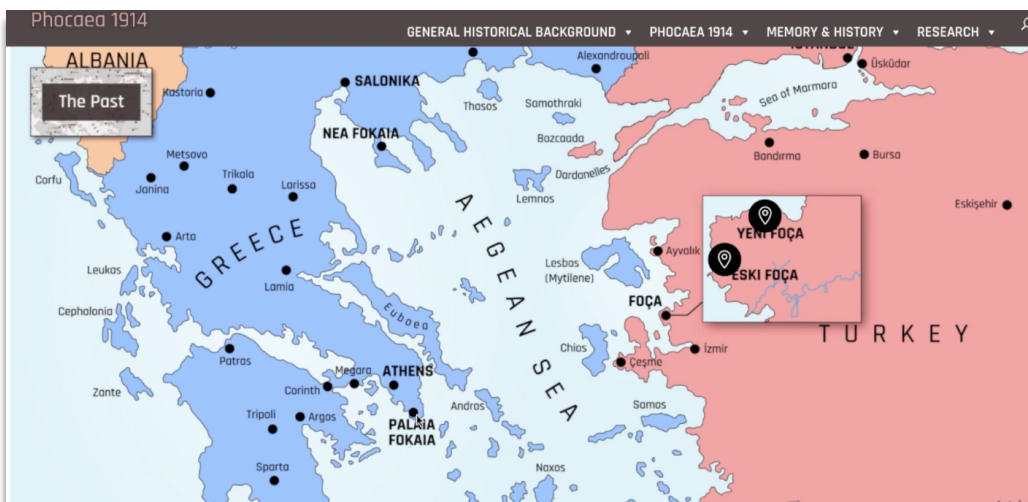 Phocaea 1914
GENERAL HISTORICAL BACKGROUND
PHOCAEA 1914
MEMORY & HISTORY
RESEARCH
ALBANIA
The Past
Kastoria
SALONIKA
NEA FOKAIA
Alexandroupoli
ISTANBUL
Üsküdar
Sea of Marmara
Thasos
Samothraki
Bozcaada
Dardanelles
Bandırma
Bursa
Eskişehir
Corfu
Metsovo
Janina
Trikala
Larissa
Lemnos
Arta
GREECE
AEGEAN SEA
Leukas
Lamia
Lesbos
(Mytilene)
Ayvalık
YENİ FOÇA
ESKI FOÇA
FOÇA
TURKEY
Cephalonia
Euboea
Chios
Çeşme
İzmir
Patras
Zante
Megara
ATHENS
Corinth
Andros
Samos
Tripoli
Argos
PALAIA
FOKAIA
Sparta
Naxos